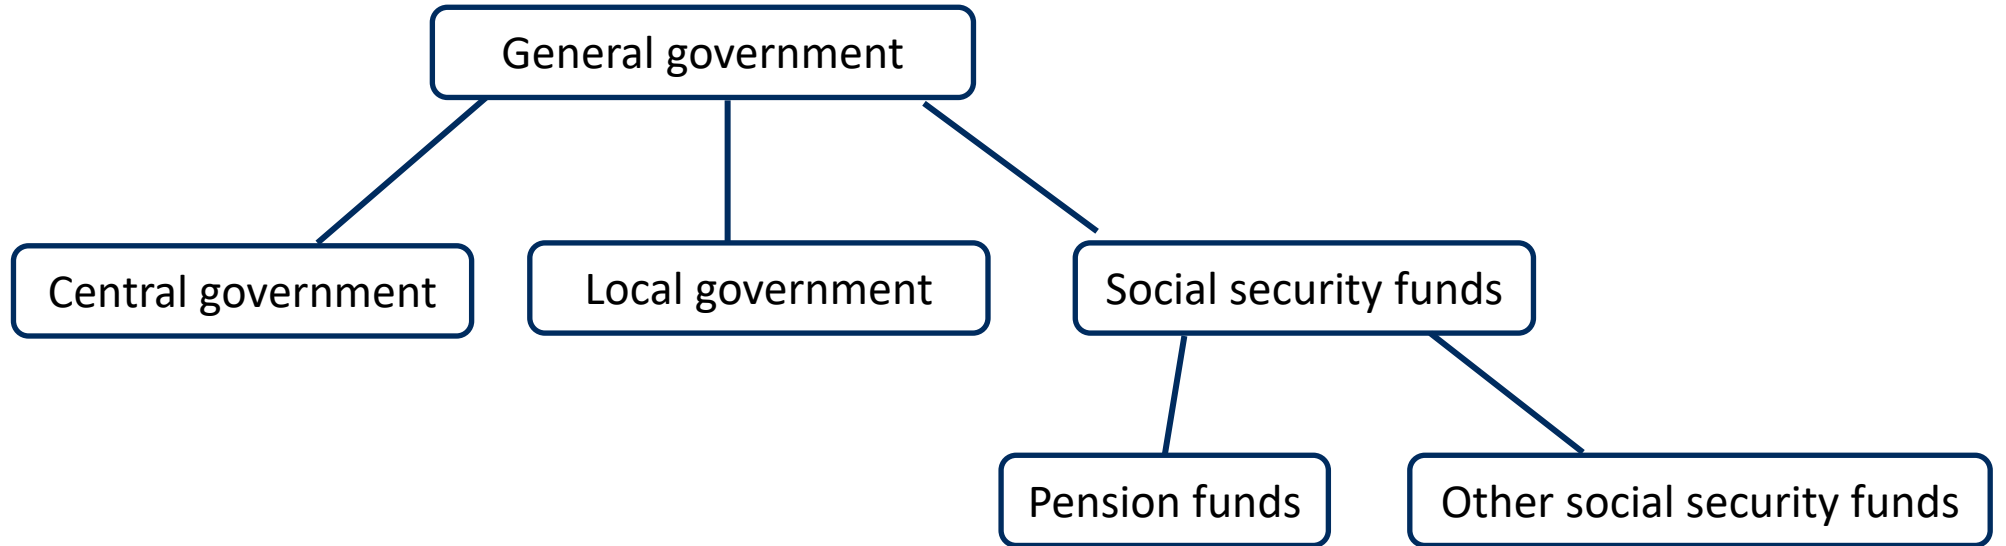 General government
Central government
Local government
Social security funds
Pension funds
Other social security funds